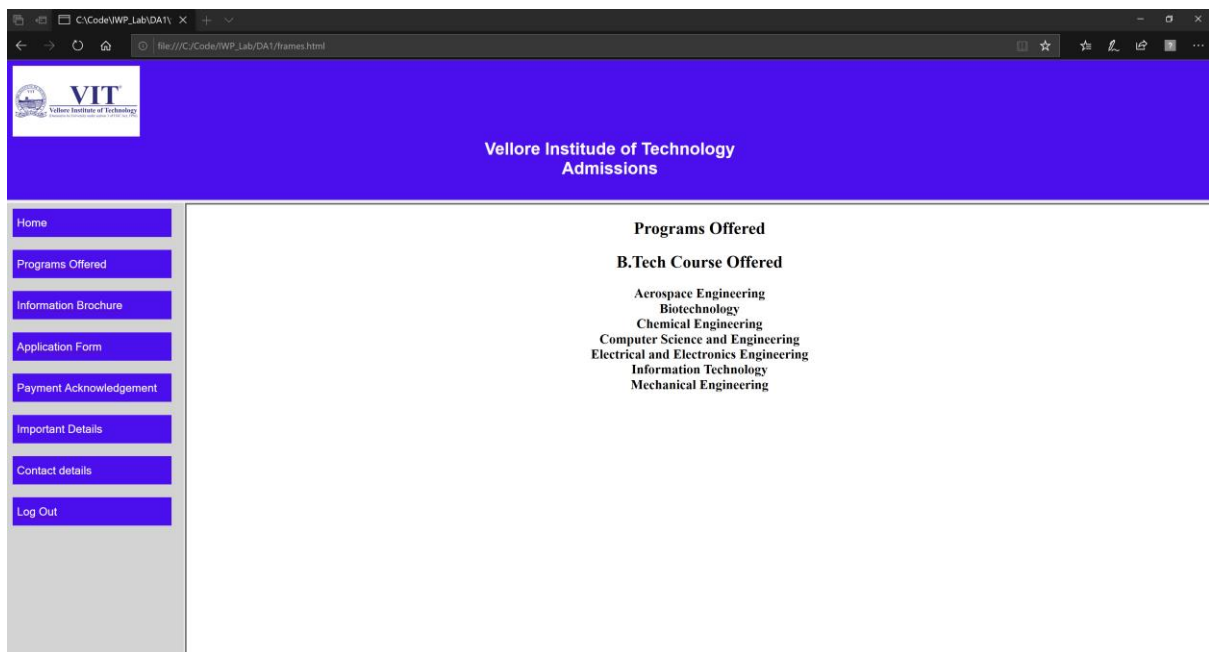 C:\Code\IWP_Lab\DA1\
file:///C:/Code/IWP_Lab/DA1/frames.html
VIT
Vellore Institute of Technology
Vellore Institude of Technology
Admissions
Home
Programs Offered
Information Brochure
Application Form
Payment Acknowledgement
Important Details
Contact details
Log Out
Programs Offered
B.Tech Course Offered
Aerospace Engineering
Biotechnology
Chemical Engineering
Computer Science and Engineering
Electrical and Electronics Engineering
Information Technology
Mechanical Engineering